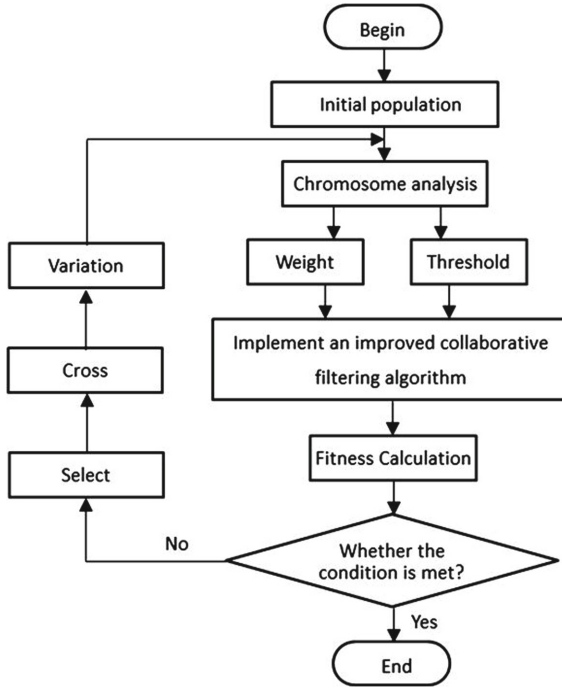 Begin
Initial population
Chromosome analysis
Weight
Threshold
Variation
Implement an improved collaborative
filtering algorithm
Cross
Fitness Calculation
Select
No
Whether the
condition is met?
Yes
End